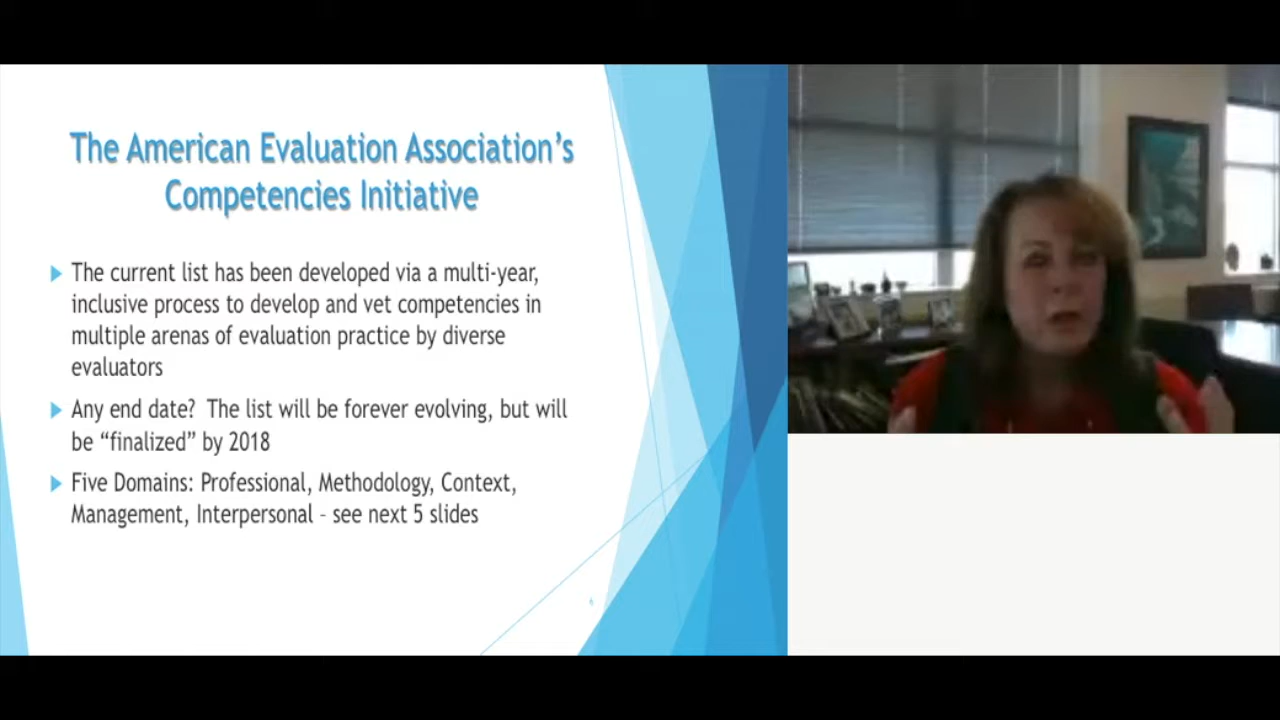 The American Evaluation Association’s
Competencies Initiative
The current list has been developed via a multi-year,
inclusive process to develop and vet competencies in
multiple arenas of evaluation practice by diverse
evaluators
Any end date? The list will be forever evolving, but will
be “finalized” by 2018
Five Domains: Professional, Methodology, Context,
Management, Interpersonal – see next 5 slides
6